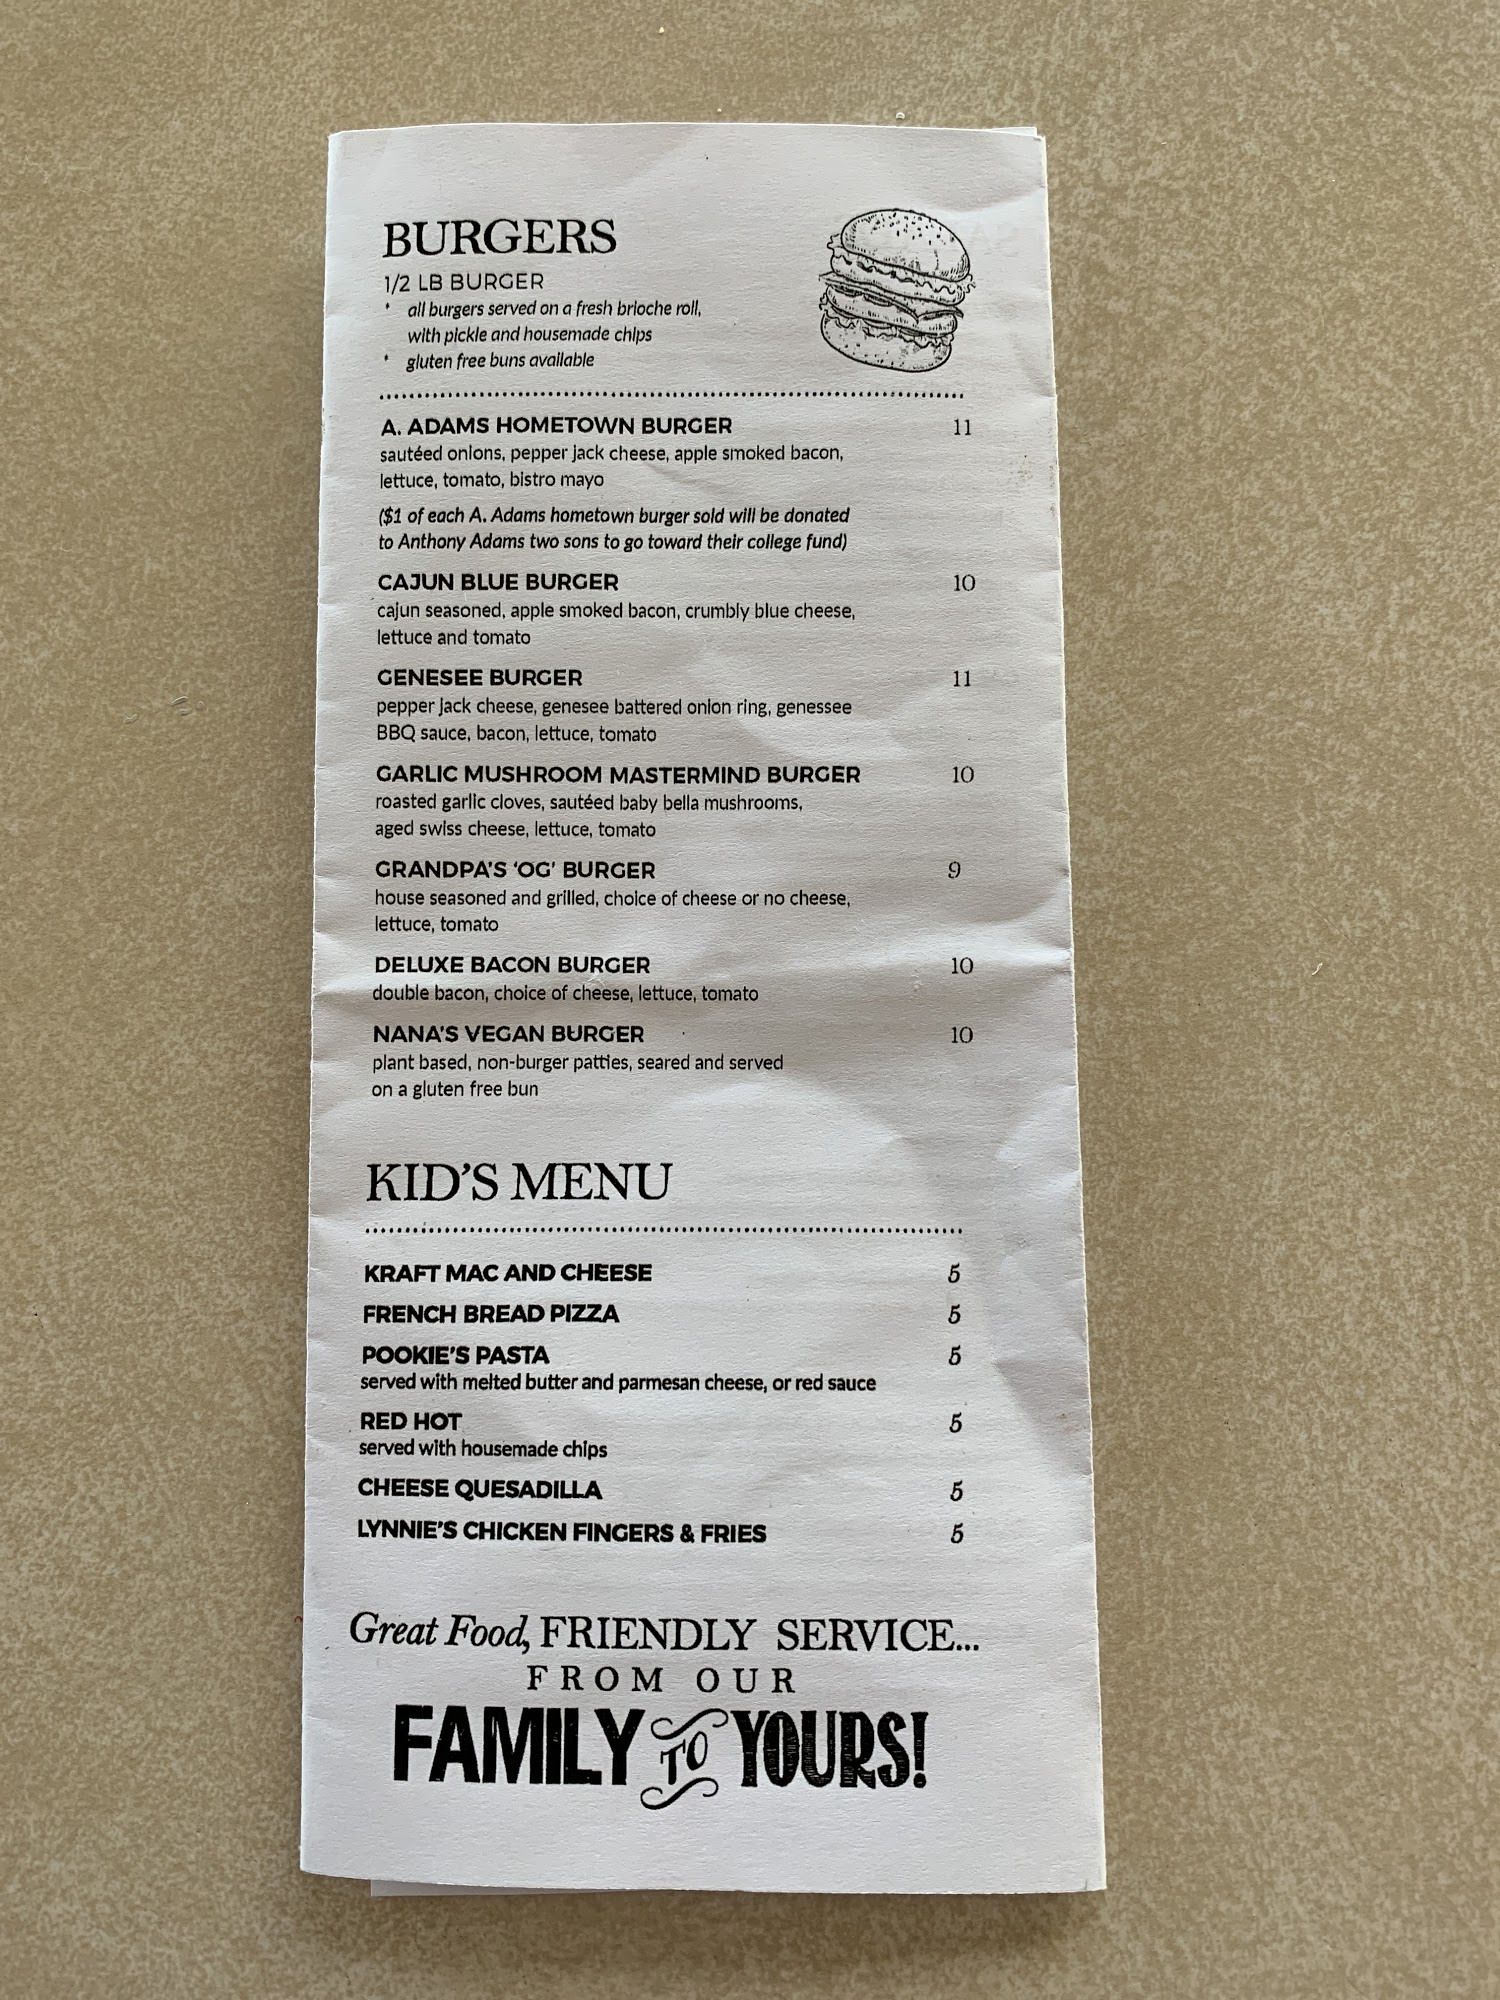 BURGERS
1/2 LB BURGER
* all burgers served on a fresh brioche roll,
with pickle and housemade chips
* gluten free buns available
A. ADAMS HOMETOWN BURGER 11
sautéed onions, pepper jack cheese, apple smoked bacon,
lettuce, tomato, bistro mayo
($1 of each A. Adams hometown burger sold will be donated
to Anthony Adams two sons to go toward their college fund)
CAJUN BLUE BURGER 10
cajun seasoned, apple smoked bacon, crumbly blue cheese,
lettuce and tomato
GENESEE BURGER 11
pepper jack cheese, genesee battered onion ring, genessee
BBQ sauce, bacon, lettuce, tomato
GARLIC MUSHROOM MASTERMIND BURGER 10
roasted garlic cloves, sautéed baby bella mushrooms,
aged swiss cheese, lettuce, tomato
GRANDPA'S 'OG' BURGER 9
house seasoned and grilled, choice of cheese or no cheese,
lettuce, tomato
DELUXE BACON BURGER 10
double bacon, choice of cheese, lettuce, tomato
NANA'S VEGAN BURGER 10
plant based, non-burger patties, seared and served
on a gluten free bun
KID'S MENU
KRAFT MAC AND CHEESE 5
FRENCH BREAD PIZZA 5
POOKIE'S PASTA 5
served with melted butter and parmesan cheese, or red sauce
RED HOT 5
served with housemade chips
CHEESE QUESADILLA 5
LYNNIE'S CHICKEN FINGERS & FRIES 5
Great Food, FRIENDLY SERVICE...
FROM OUR
FAMILY TO YOURS!